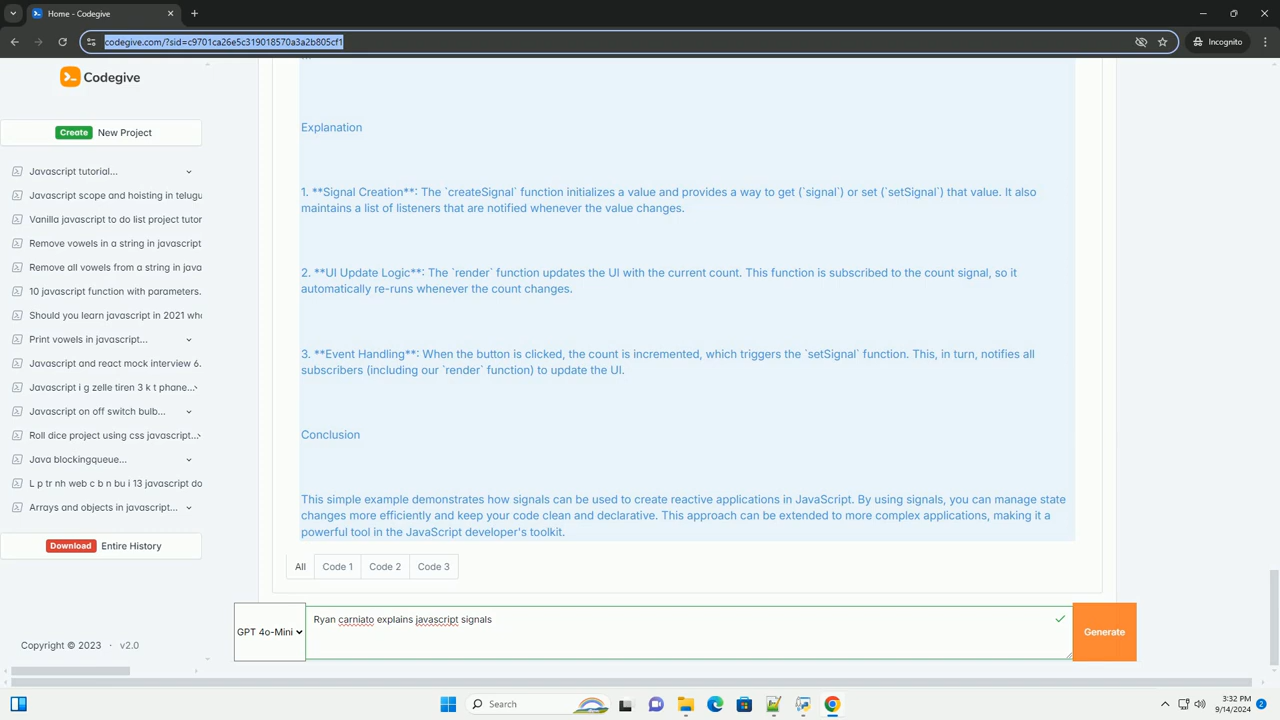 Home - Codegive
codegive.com/?sid=c9701ca26e5c319018570a3a2b805cf1
Incognito
Codegive
Create New Project
Javascript tutorial...
Javascript scope and hoisting in telugu
Vanilla javascript to do list project tutor
Remove vowels in a string in javascript
Remove all vowels from a string in java
10 javascript function with parameters.
Should you learn javascript in 2021 who
Print vowels in javascript...
Javascript and react mock interview 6.
Javascript i g zelle tiren 3 k t phane...
Javascript on off switch bulb...
Roll dice project using css javascript...
Java blockingqueue...
L p tr nh web c b n bu i 13 javascript do
Arrays and objects in javascript...
Download Entire History
Copyright © 2023 · v2.0
Explanation
1. **Signal Creation**: The `createSignal` function initializes a value and provides a way to get (`signal`) or set (`setSignal`) that value. It also
maintains a list of listeners that are notified whenever the value changes.
2. **UI Update Logic**: The `render` function updates the UI with the current count. This function is subscribed to the count signal, so it
automatically re-runs whenever the count changes.
3. **Event Handling**: When the button is clicked, the count is incremented, which triggers the `setSignal` function. This, in turn, notifies all
subscribers (including our `render` function) to update the UI.
Conclusion
This simple example demonstrates how signals can be used to create reactive applications in JavaScript. By using signals, you can manage state
changes more efficiently and keep your code clean and declarative. This approach can be extended to more complex applications, making it a
powerful tool in the JavaScript developer's toolkit.
All Code 1 Code 2 Code 3
GPT 4o-Mini
Ryan carniato explains javascript signals
Generate
Search
3:32 PM
9/14/2024
2